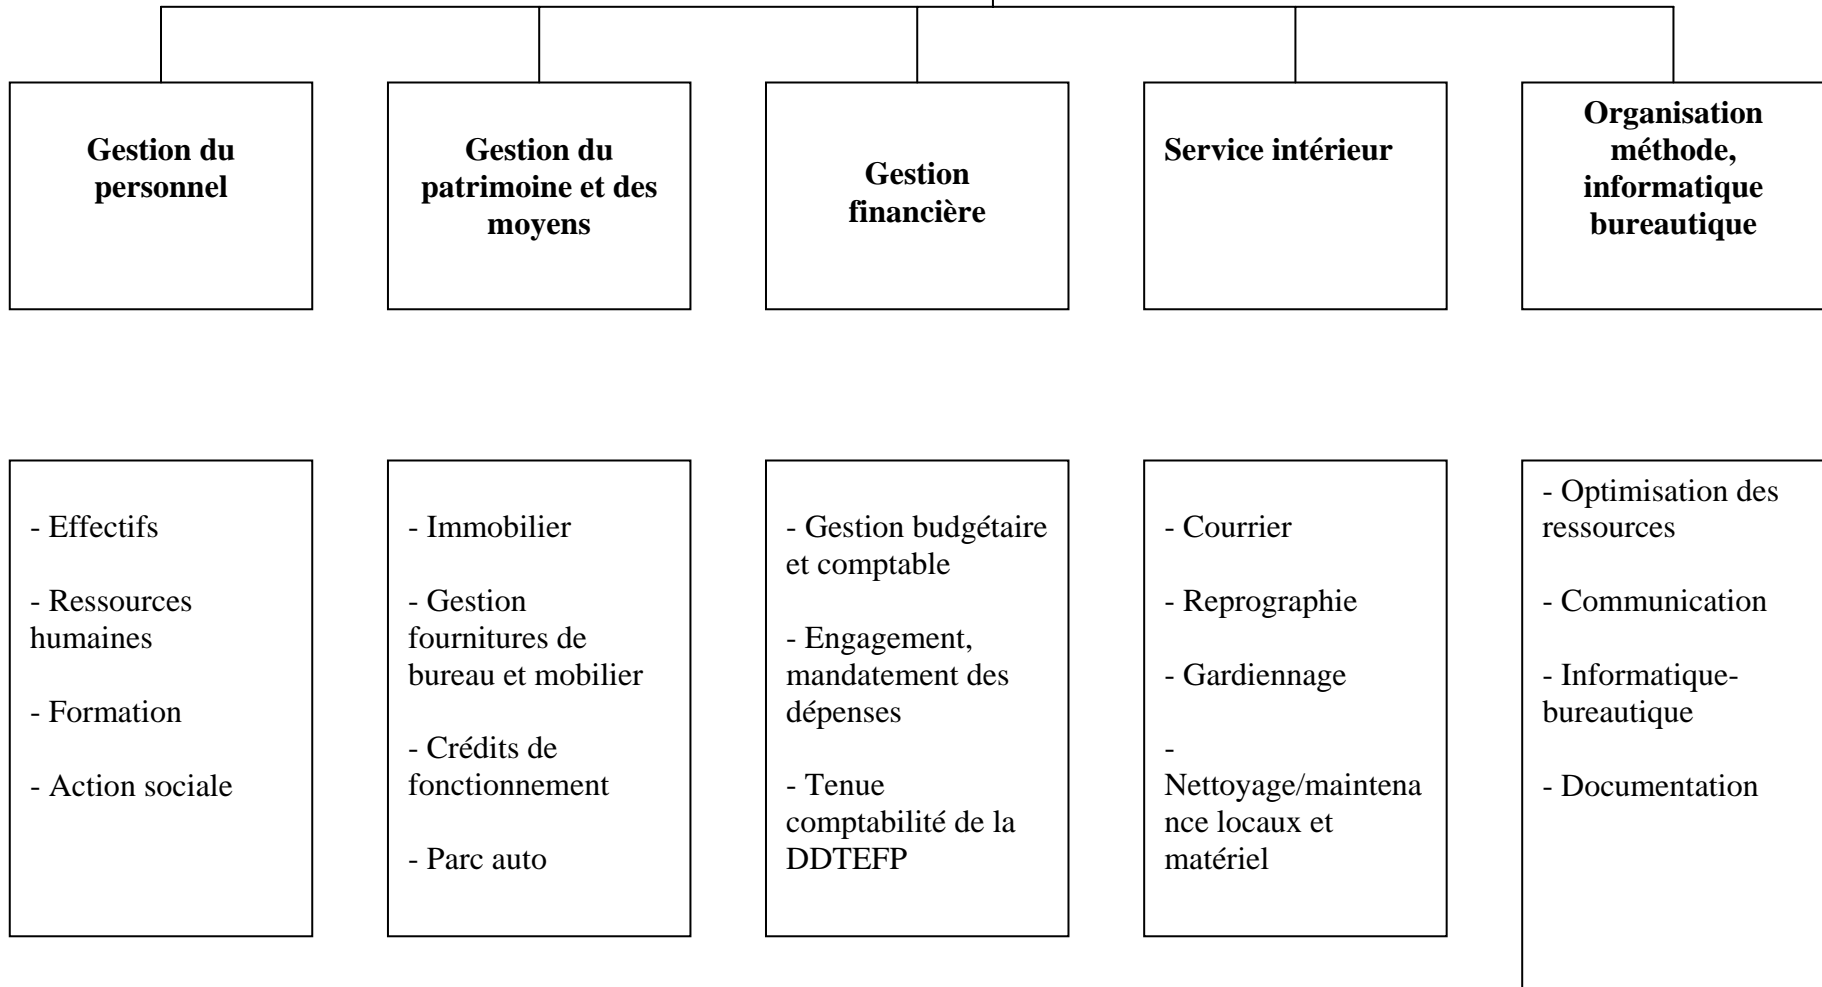 Gestion du
personnel
Gestion du
patrimoine et des
moyens
Gestion
financière
Service intérieur
Organisation
méthode,
informatique
bureautique
- Effectifs
- Ressources
humaines
- Formation
- Action sociale
- Immobilier
- Gestion
fournitures de
bureau et mobilier
- Crédits de
fonctionnement
- Parc auto
- Gestion budgétaire
et comptable
- Engagement,
mandatement des
dépenses
- Tenue
comptabilité de la
DDTEFP
- Courrier
- Reprographie
- Gardiennage
-
Nettoyage/maintena
nce locaux et
matériel
- Optimisation des
ressources
- Communication
- Informatique-
bureautique
- Documentation